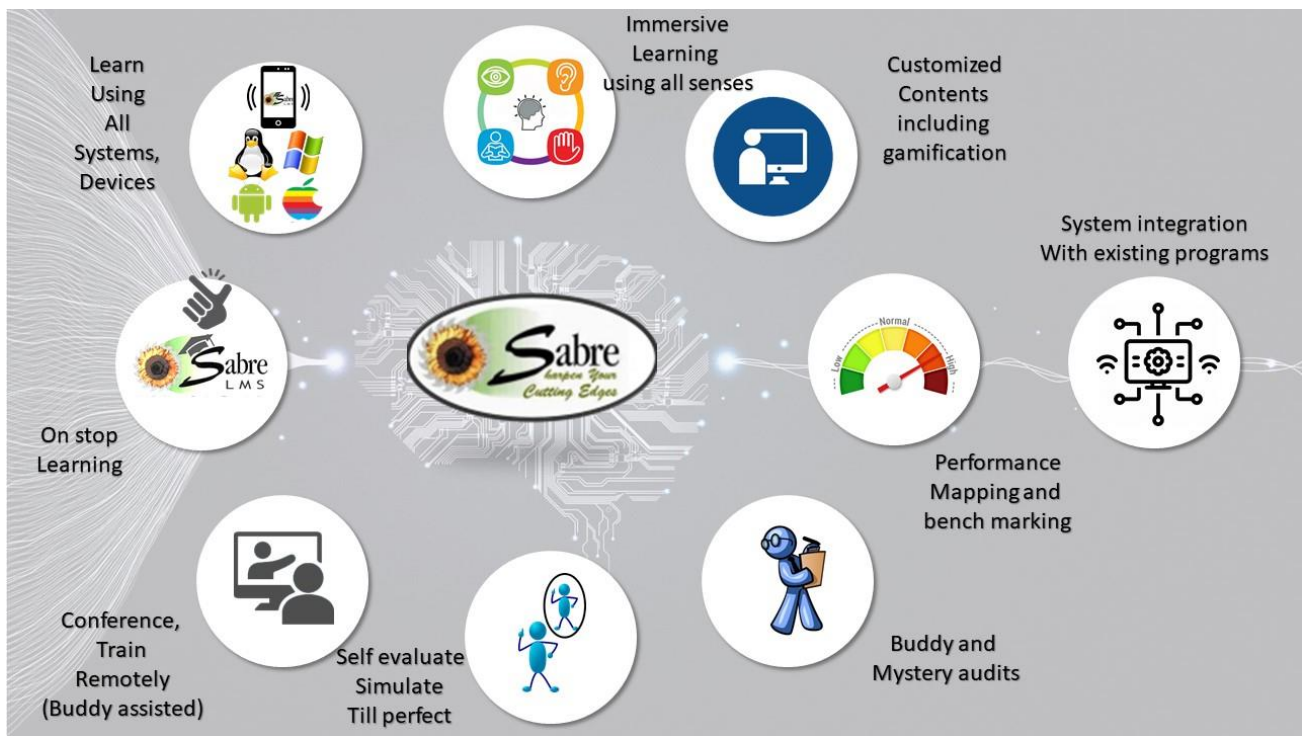 Learn
Using
All
Systems,
Devices
Sabre
Immersive
Learning
using all senses
Customized
Contents
including
gamification
System integration
With existing programs
Sabre
LMS
On stop
Learning
Sabre
harpen Your
Cutting Edges
Low
Normal
High
Performance
Mapping and
bench marking
Conference,
Train
Remotely
(Buddy assisted)
Self evaluate
Simulate
Till perfect
Buddy and
Mystery audits